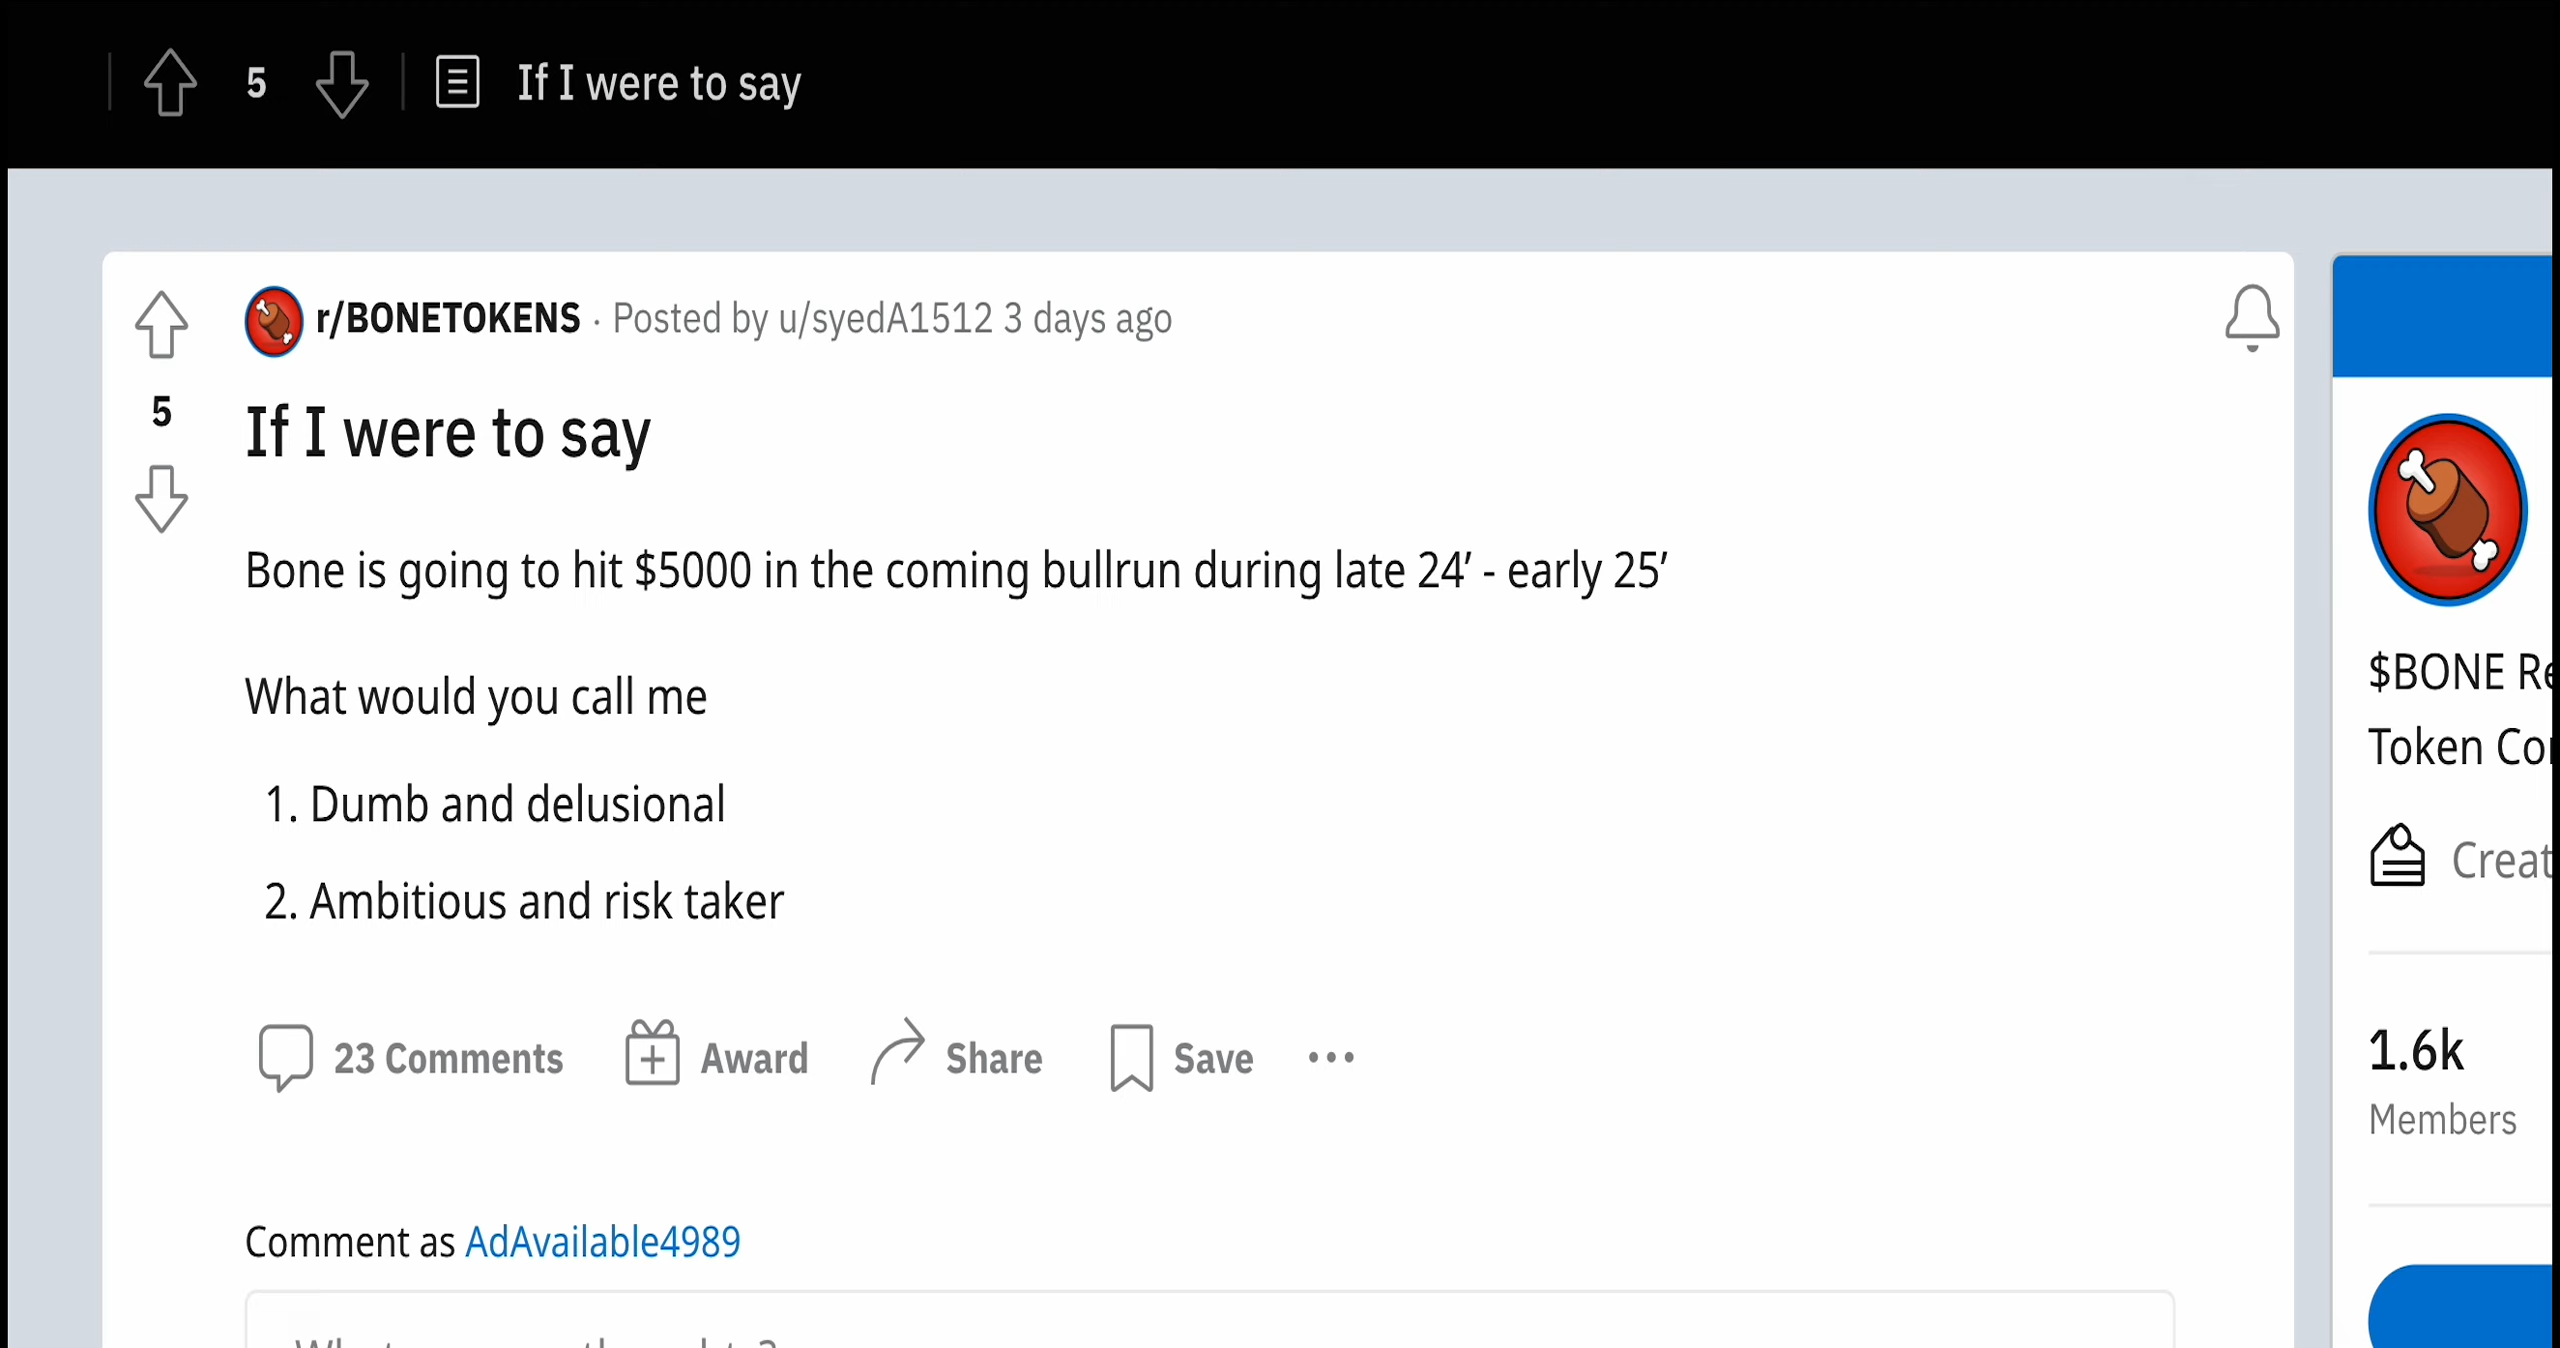 5 If I were to say
r/BONETOKENS · Posted by u/syedA1512 3 days ago
5
If I were to say
Bone is going to hit $5000 in the coming bullrun during late 24’ - early 25’
What would you call me
1. Dumb and delusional
2. Ambitious and risk taker
23 Comments Award Share Save
Comment as AdAvailable4989
$BONE
Token
1.6k
Members